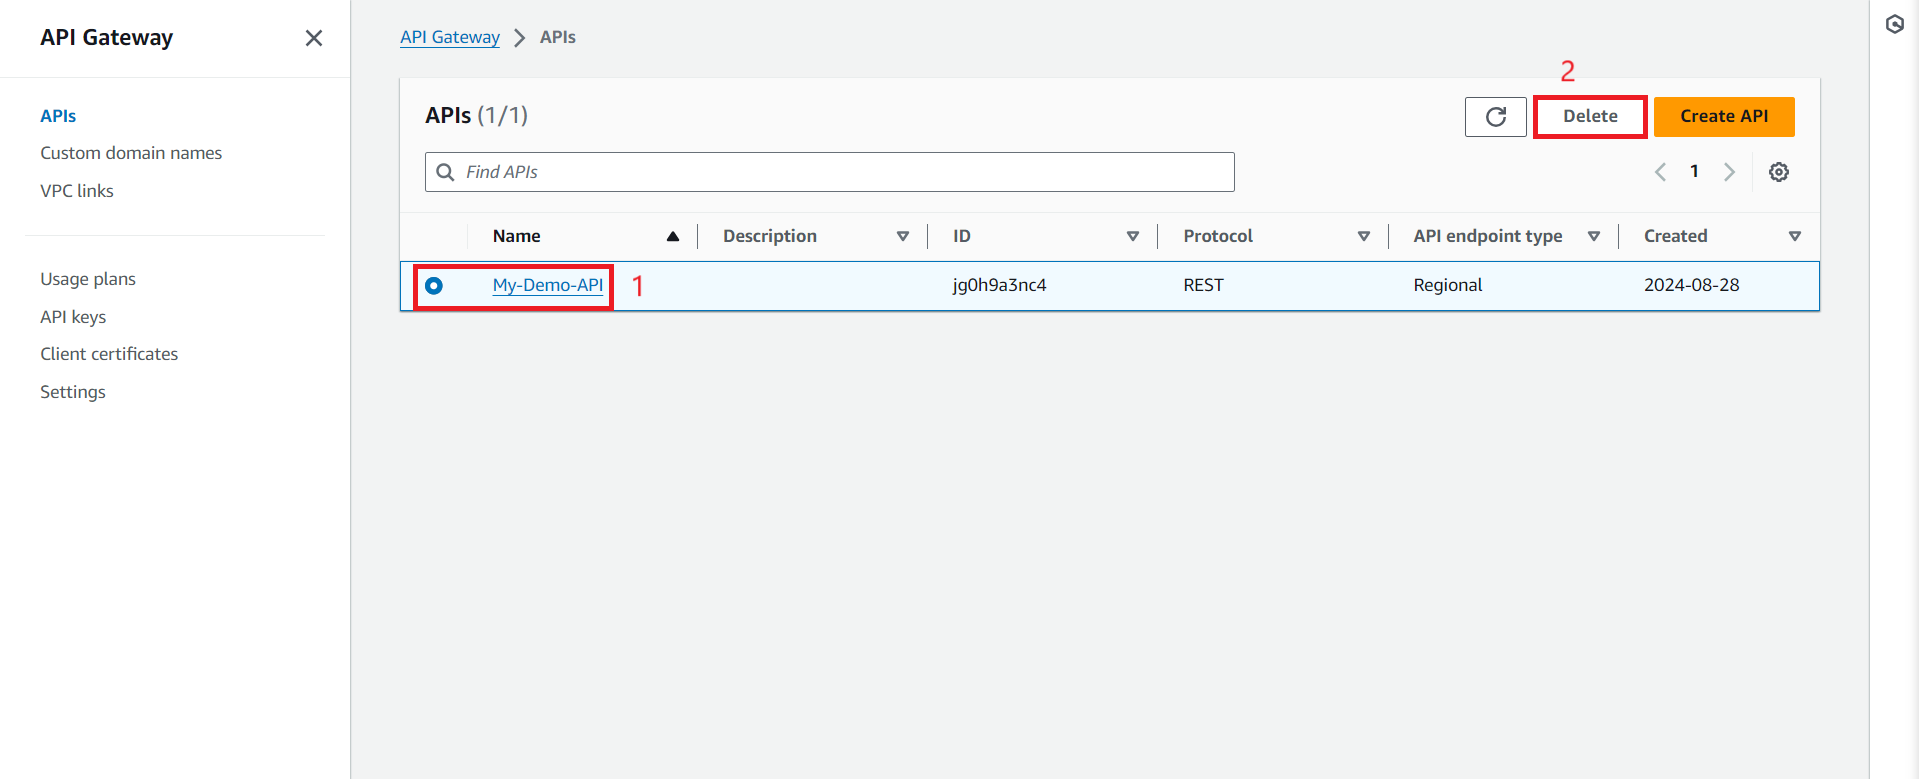 API Gateway
APIs
Custom domain names
VPC links
Usage plans
API keys
Client certificates
Settings
API Gateway APIs
2
APIs (1/1) Delete Create API
Find APIs 1
Name Description ID Protocol API endpoint type Created
My-Demo-API 1 jg0h9a3nc4 REST Regional 2024-08-28